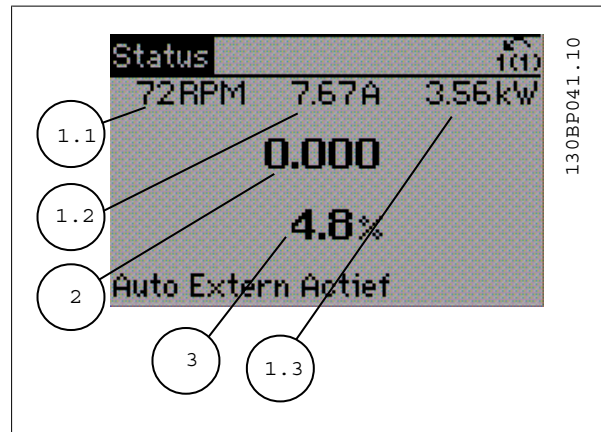 Status
1(1)
72RPM 7.67A 3.56kW
0.000
4.8%
Auto Extern Actief
1.1
1.2
2
3
1.3
130BP041.10